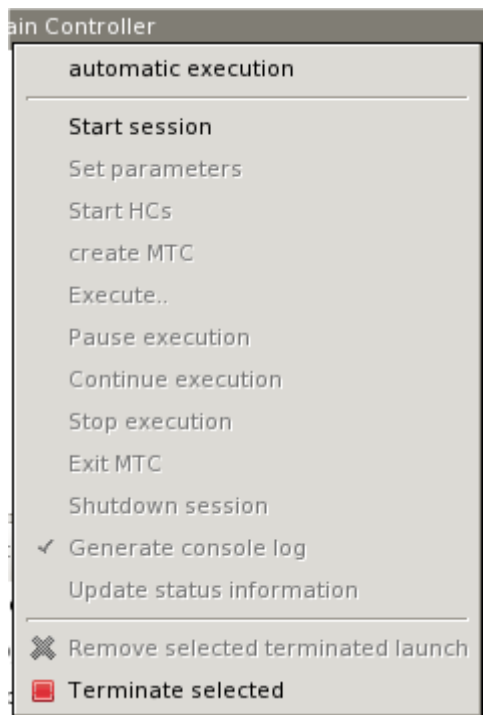 ain Controller
automatic execution
Start session
Set parameters
Start HCs
create MTC
Execute..
Pause execution
Continue execution
Stop execution
Exit MTC
Shutdown session
Generate console log
Update status information
Remove selected terminated launch
Terminate selected